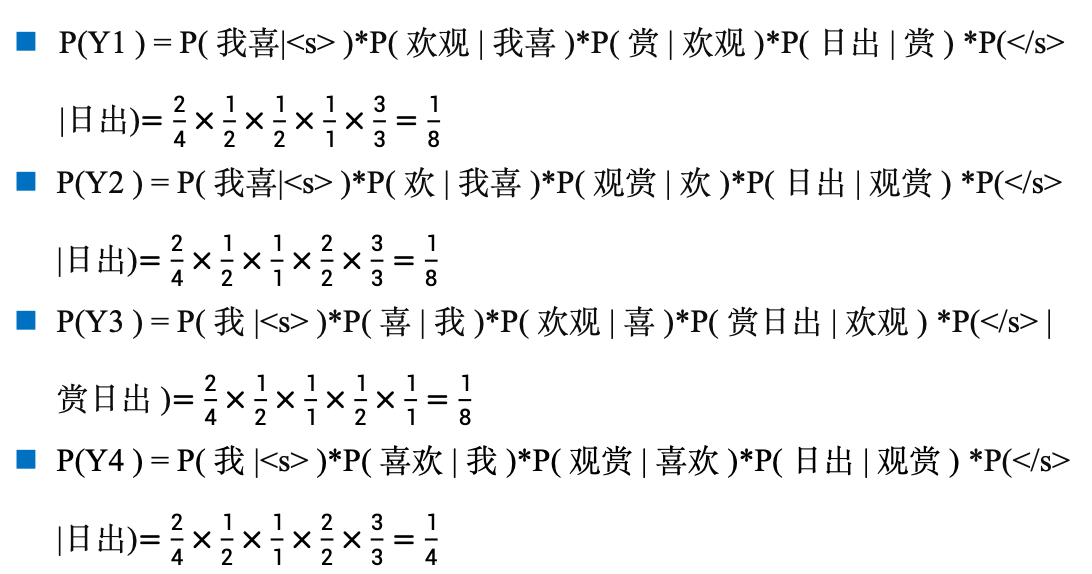 ■ P(Y1 ) = P( 我喜|<s> )*P( 欢观 | 我喜 )*P( 赏 | 欢观 )*P( 日出 | 赏 ) *P(</s>
|日出)= 2/4 × 1/2 × 1/2 × 1/1 × 3/3 = 1/8
■ P(Y2 ) = P( 我喜|<s> )*P( 欢 | 我喜 )*P( 观赏 | 欢 )*P( 日出 | 观赏 ) *P(</s>
|日出)= 2/4 × 1/2 × 1/1 × 2/2 × 3/3 = 1/8
■ P(Y3 ) = P( 我 |<s> )*P( 喜 | 我 )*P( 欢观 | 喜 )*P( 赏日出 | 欢观 ) *P(</s> |
赏日出 )= 2/4 × 1/2 × 1/1 × 1/2 × 1/1 = 1/8
■ P(Y4 ) = P( 我 |<s> )*P( 喜欢 | 我 )*P( 观赏 | 喜欢 )*P( 日出 | 观赏 ) *P(</s>
|日出)= 2/4 × 1/2 × 1/1 × 2/2 × 3/3 = 1/4